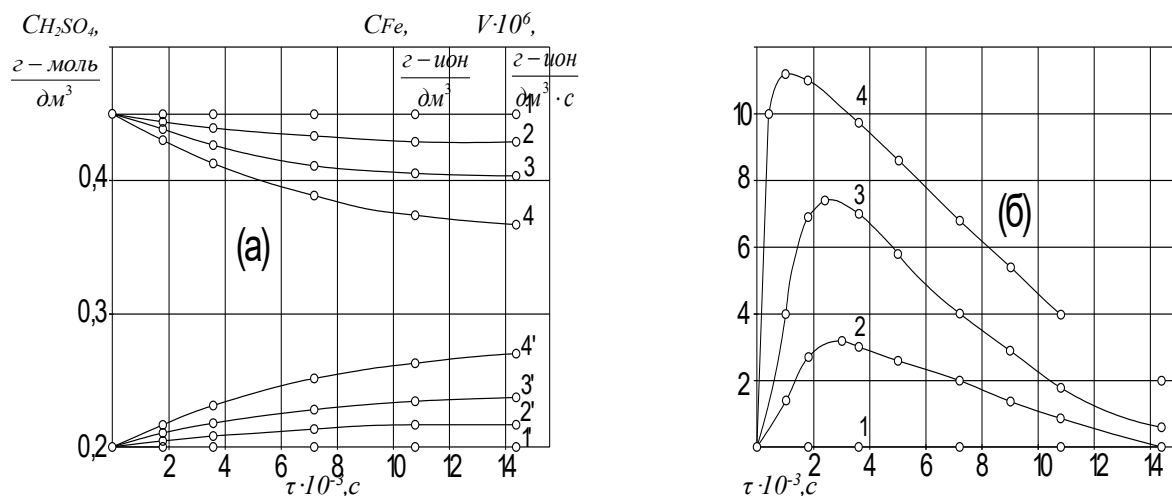 CH₂SO₄, CFe, V·10⁶,
г – моль г – ион г – ион
дм³ дм³ дм³ · с
1
2
3
4
(а)
0,4
0,3
0,2
4'
3'
2'
1'
2 4 6 8 10 12 14
τ·10⁻³,с
10
8
6
4
2
4
3
2
1
(б)
2 4 6 8 10 12 14
τ·10⁻³,с